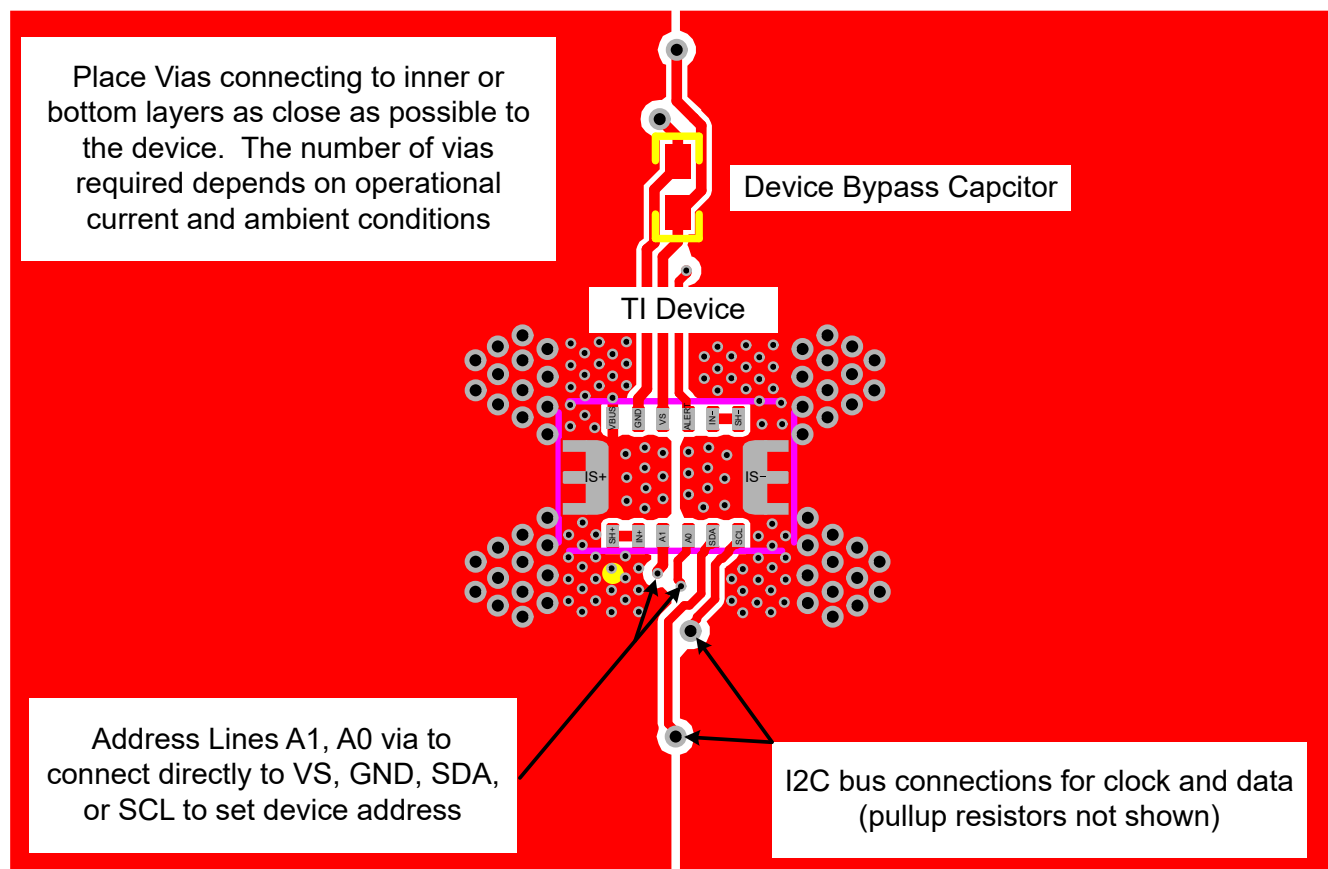 Place Vias connecting to inner or
bottom layers as close as possible to
the device.  The number of vias
required depends on operational
current and ambient conditions
Device Bypass Capcitor
TI Device
VBUS
GND
VS
ALER
IN−
SH−
IS+
IS−
SH+
IN+
A1
A0
SDA
SCL
Address Lines A1, A0 via to
connect directly to VS, GND, SDA,
or SCL to set device address
I2C bus connections for clock and data
(pullup resistors not shown)